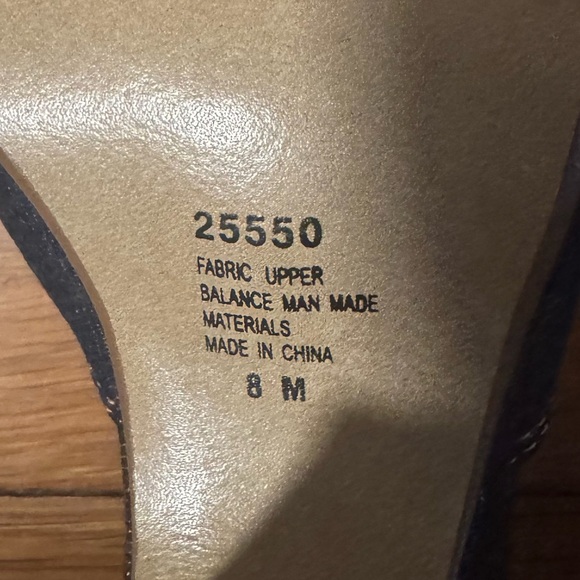 25550
FABRIC UPPER
BALANCE MAN MADE
MATERIALS
MADE IN CHINA
8 M